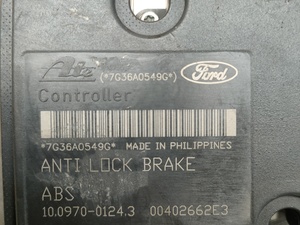 Ate (*7G36A0549G*) Ford
Controller
*7G36A0549G* MADE IN PHILIPPINES
ANTI LOCK BRAKE
ABS
10.0970-0124.3 00402662E3